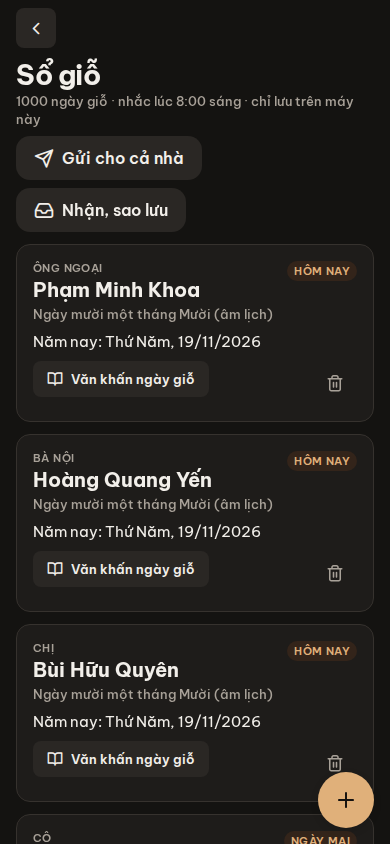 Sổ giỗ
1000 ngày giỗ · nhắc lúc 8:00 sáng · chỉ lưu trên máy
này
Gửi cho cả nhà
Nhận, sao lưu
ÔNG NGOẠI
HÔM NAY
Phạm Minh Khoa
Ngày mười một tháng Mười (âm lịch)
Năm nay: Thứ Năm, 19/11/2026
Văn khấn ngày giỗ
BÀ NỘI
HÔM NAY
Hoàng Quang Yến
Ngày mười một tháng Mười (âm lịch)
Năm nay: Thứ Năm, 19/11/2026
Văn khấn ngày giỗ
CHỊ
HÔM NAY
Bùi Hữu Quyên
Ngày mười một tháng Mười (âm lịch)
Năm nay: Thứ Năm, 19/11/2026
Văn khấn ngày giỗ
CÔ
NGÀY MAI